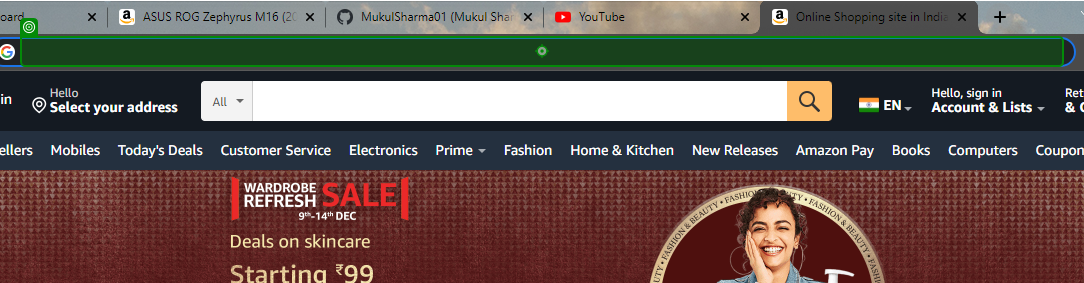 oard
ASUS ROG Zephyrus M16 (20
MukulSharma01 (Mukul Shar
YouTube
Online Shopping site in India
in
Hello
Select your address
All
EN
Hello, sign in
Account & Lists
Ret
& O
ellers
Mobiles
Today's Deals
Customer Service
Electronics
Prime
Fashion
Home & Kitchen
New Releases
Amazon Pay
Books
Computers
Coupon
WARDROBE
REFRESH
SALE
9th-14th DEC
Deals on skincare
Starting ₹99
FASHION & BEAUTY • FASHION & BEAUTY • FASHION & BEAUTY